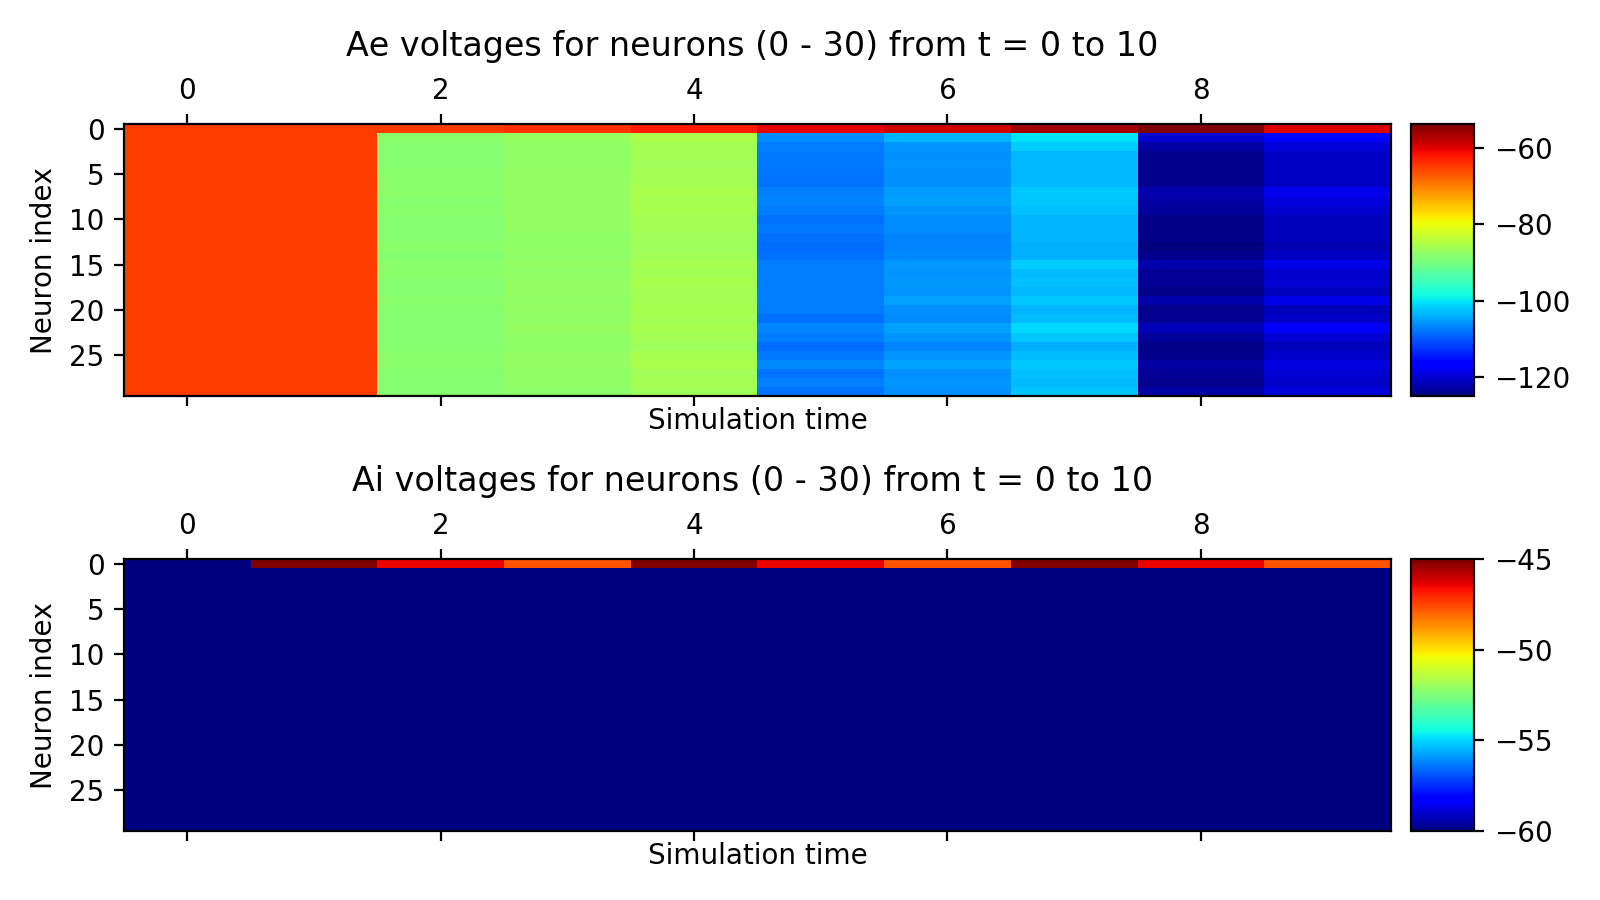 Ae voltages for neurons (0 - 30) from t = 0 to 10
0 2 4 6 8
Neuron index
0
5
10
15
20
25
−60
−80
−100
−120
Simulation time
Ai voltages for neurons (0 - 30) from t = 0 to 10
0 2 4 6 8
Neuron index
0
5
10
15
20
25
−45
−50
−55
−60
Simulation time